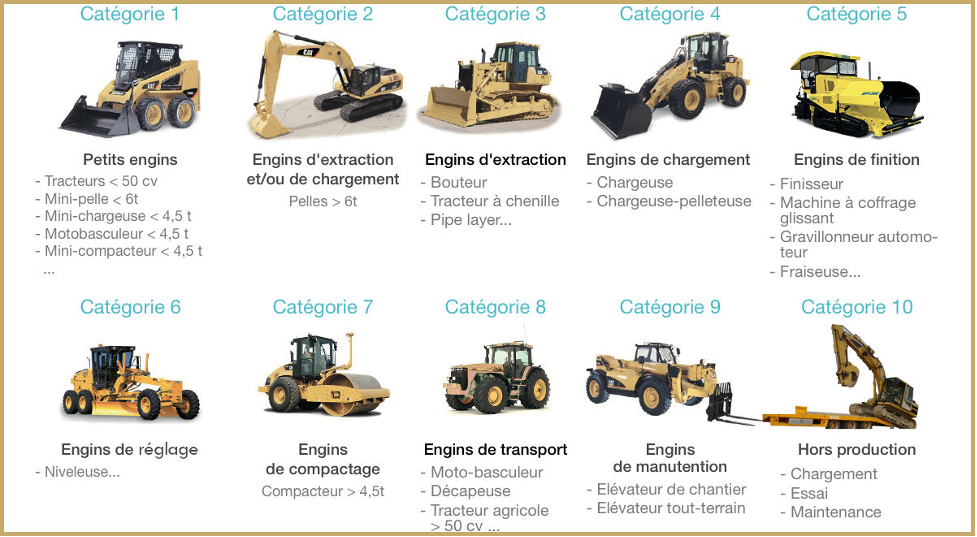 Catégorie 1
Petits engins
- Tracteurs < 50 cv
- Mini-pelle < 6t
- Mini-chargeuse < 4,5 t
- Motobasculeur < 4,5 t
- Mini-compacteur < 4,5 t
...
Catégorie 2
CAT
Engins d'extraction
et/ou de chargement
Pelles > 6t
Catégorie 3
Engins d'extraction
- Bouteur
- Tracteur à chenille
- Pipe layer...
Catégorie 4
Engins de chargement
- Chargeuse
- Chargeuse-pelleteuse
Catégorie 5
Engins de finition
- Finisseur
- Machine à coffrage
glissant
- Gravillonneur automo-
teur
- Fraiseuse...
Catégorie 6
Engins de réglage
- Niveleuse...
Catégorie 7
Engins
de compactage
Compacteur > 4,5t
Catégorie 8
Engins de transport
- Moto-basculeur
- Décapeuse
- Tracteur agricole
> 50 cv ...
Catégorie 9
Engins
de manutention
- Elévateur de chantier
- Elévateur tout-terrain
Catégorie 10
Hors production
- Chargement
- Essai
- Maintenance